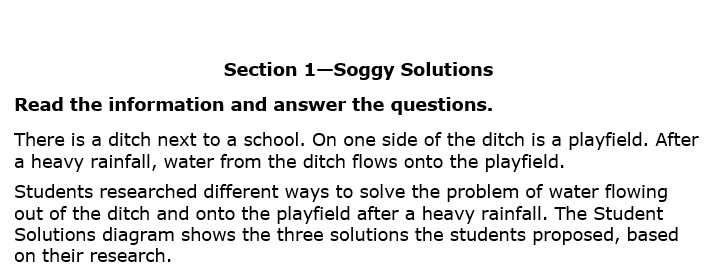 Section 1—Soggy Solutions
Read the information and answer the questions.
There is a ditch next to a school. On one side of the ditch is a playfield. After
a heavy rainfall, water from the ditch flows onto the playfield.
Students researched different ways to solve the problem of water flowing
out of the ditch and onto the playfield after a heavy rainfall. The Student
Solutions diagram shows the three solutions the students proposed, based
on their research.